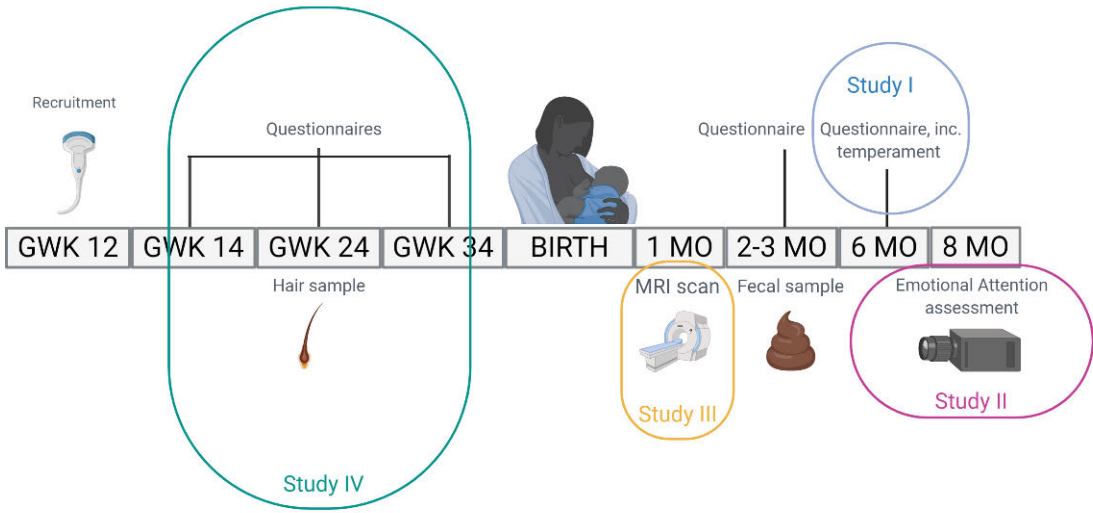 Study I
Recruitment
Questionnaires
Questionnaire
Questionnaire, inc.
temperament
GWK 12
GWK 14
GWK 24
GWK 34
BIRTH
1 MO
2-3 MO
6 MO
8 MO
Hair sample
MRI scan
Fecal sample
Emotional Attention
assessment
Study III
Study II
Study IV